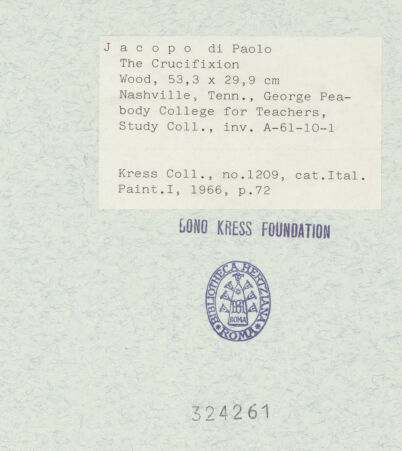 J a c o p o di Paolo
The Crucifixion
Wood, 53,3 x 29,9 cm
Nashville, Tenn., George Pea-
body College for Teachers,
Study Coll., inv. A-61-10-1
Kress Coll., no.1209, cat.Ital.
Paint.I, 1966, p.72
DONO KRESS FOUNDATION
BIBLIOTHECA HERTZIANA
ROMA
ROMA
324261